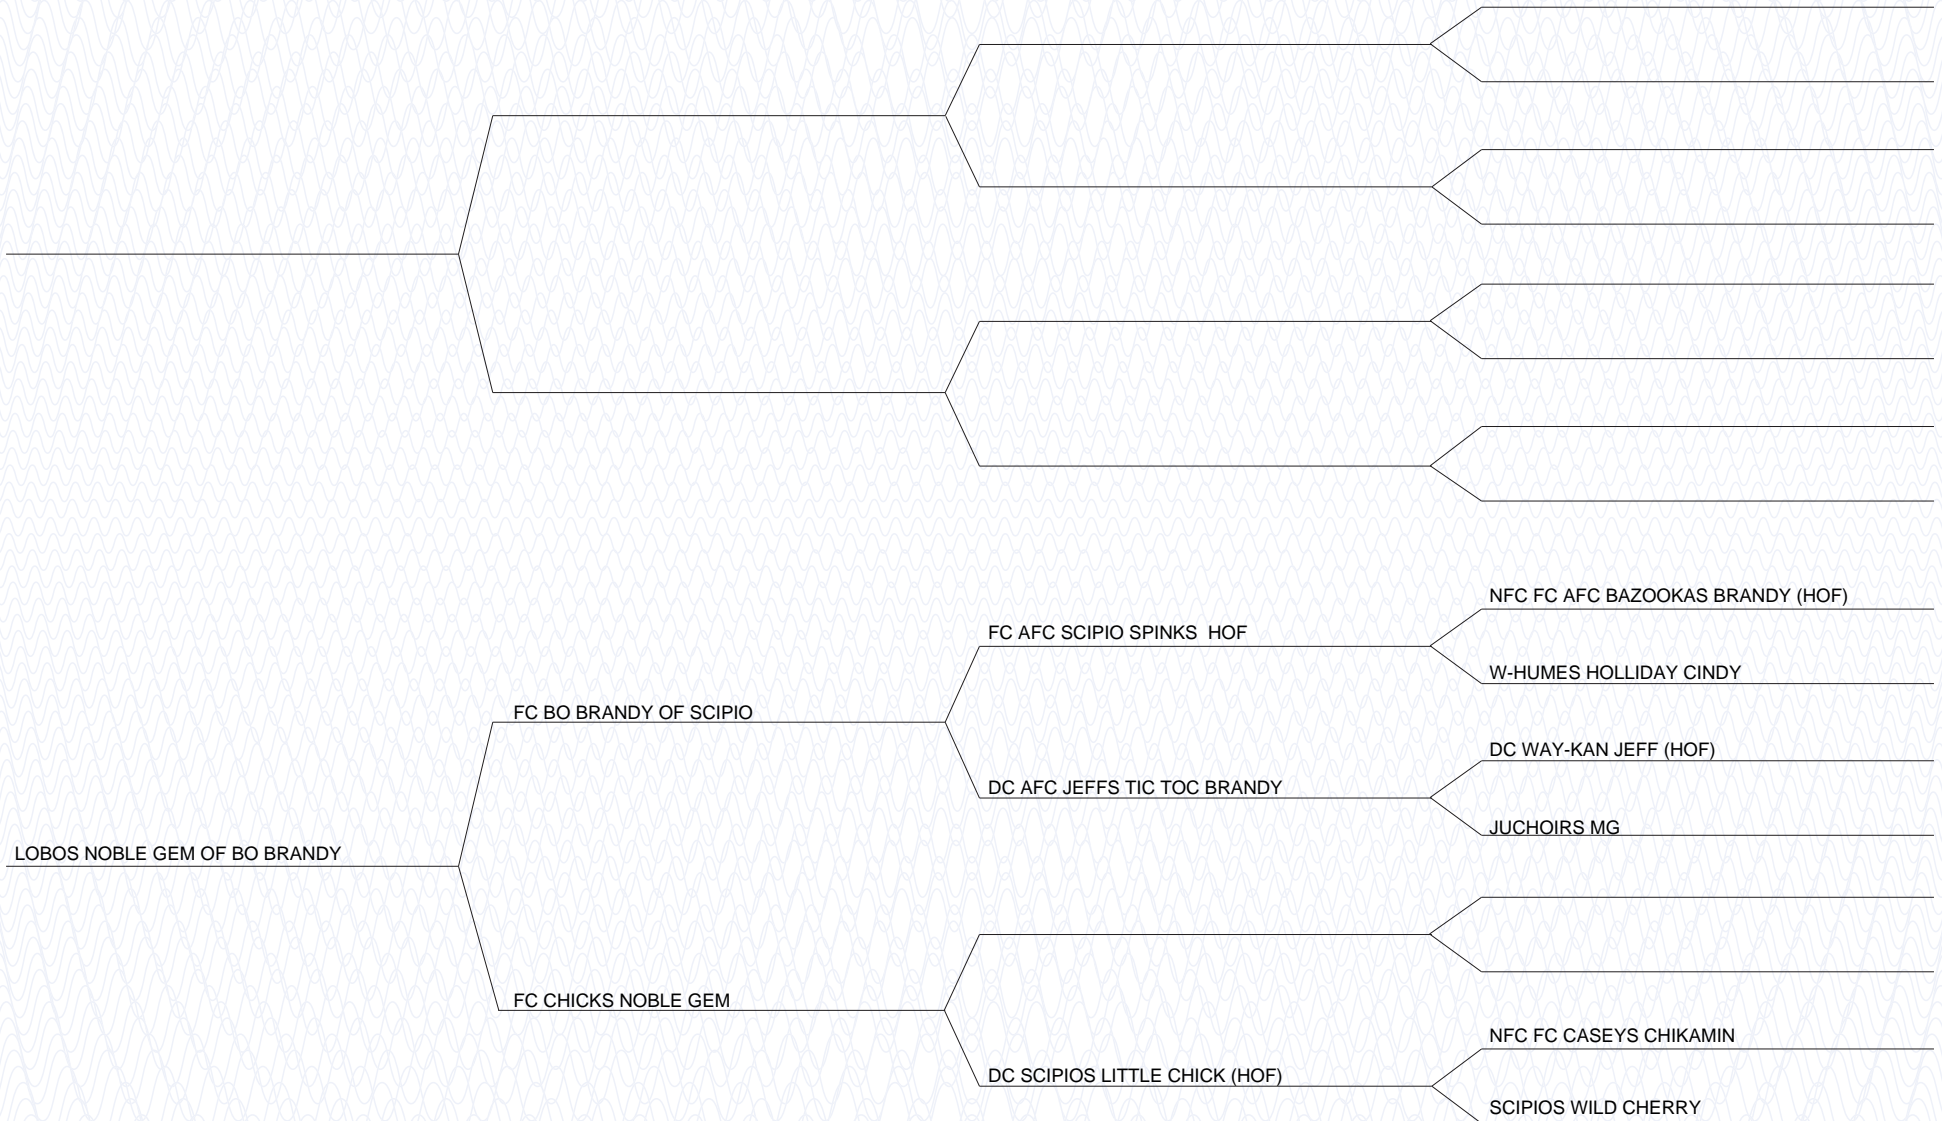 NFC FC AFC BAZOOKAS BRANDY (HOF)
FC AFC SCIPIO SPINKS  HOF
W-HUMES HOLLIDAY CINDY
FC BO BRANDY OF SCIPIO
DC WAY-KAN JEFF (HOF)
DC AFC JEFFS TIC TOC BRANDY
JUCHOIRS MG
LOBOS NOBLE GEM OF BO BRANDY
FC CHICKS NOBLE GEM
NFC FC CASEYS CHIKAMIN
DC SCIPIOS LITTLE CHICK (HOF)
SCIPIOS WILD CHERRY